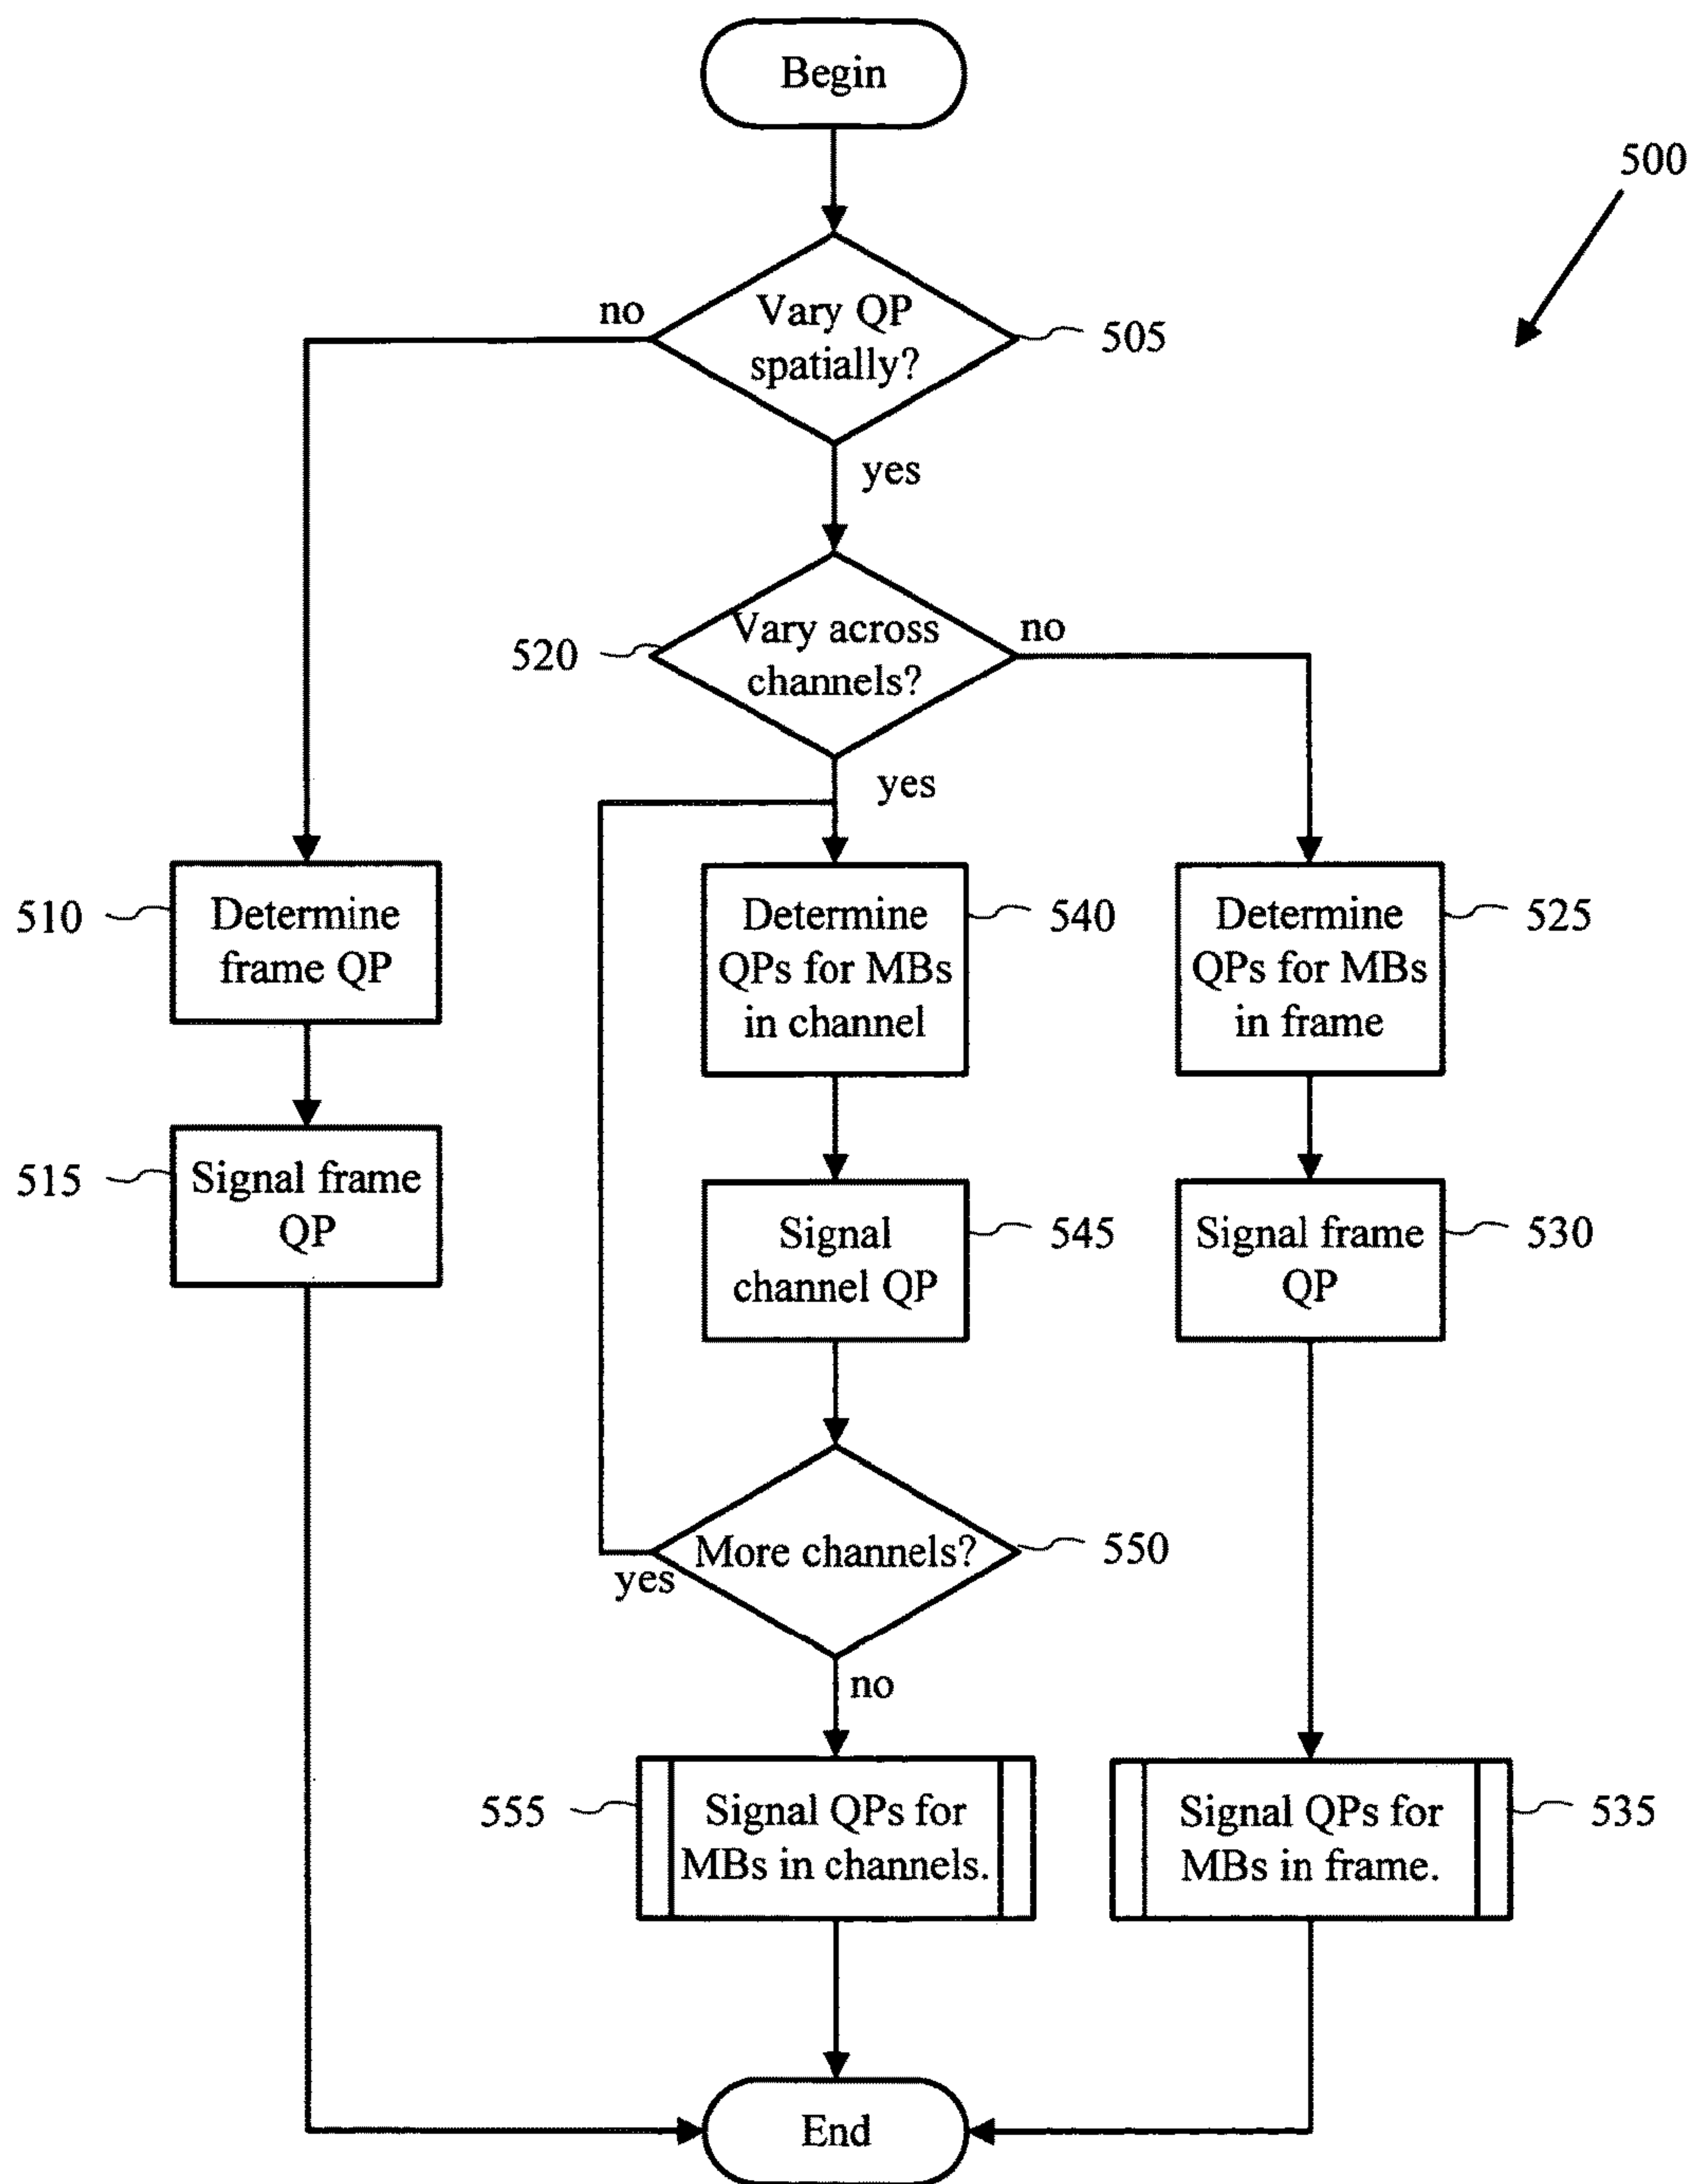 Begin
500
no
Vary QP
spatially?
505
yes
520
Vary across
channels?
no
yes
510
Determine
frame QP
Determine
QPs for MBs
in channel
540
Determine
QPs for MBs
in frame
525
515
Signal frame
QP
Signal
channel QP
545
Signal frame
QP
530
More channels?
550
yes
no
555
Signal QPs for
MBs in channels.
Signal QPs for
MBs in frame.
535
End